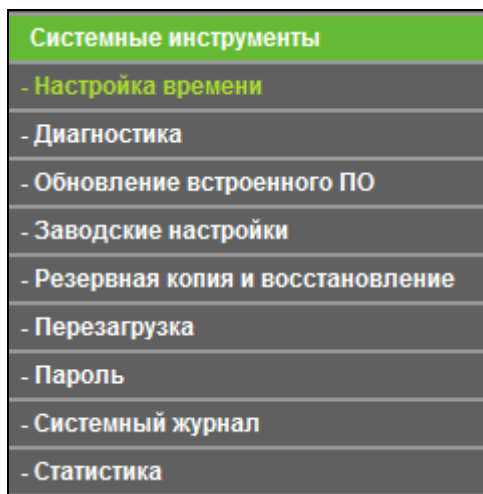 Системные инструменты
- Настройка времени
- Диагностика
- Обновление встроенного ПО
- Заводские настройки
- Резервная копия и восстановление
- Перезагрузка
- Пароль
- Системный журнал
- Статистика